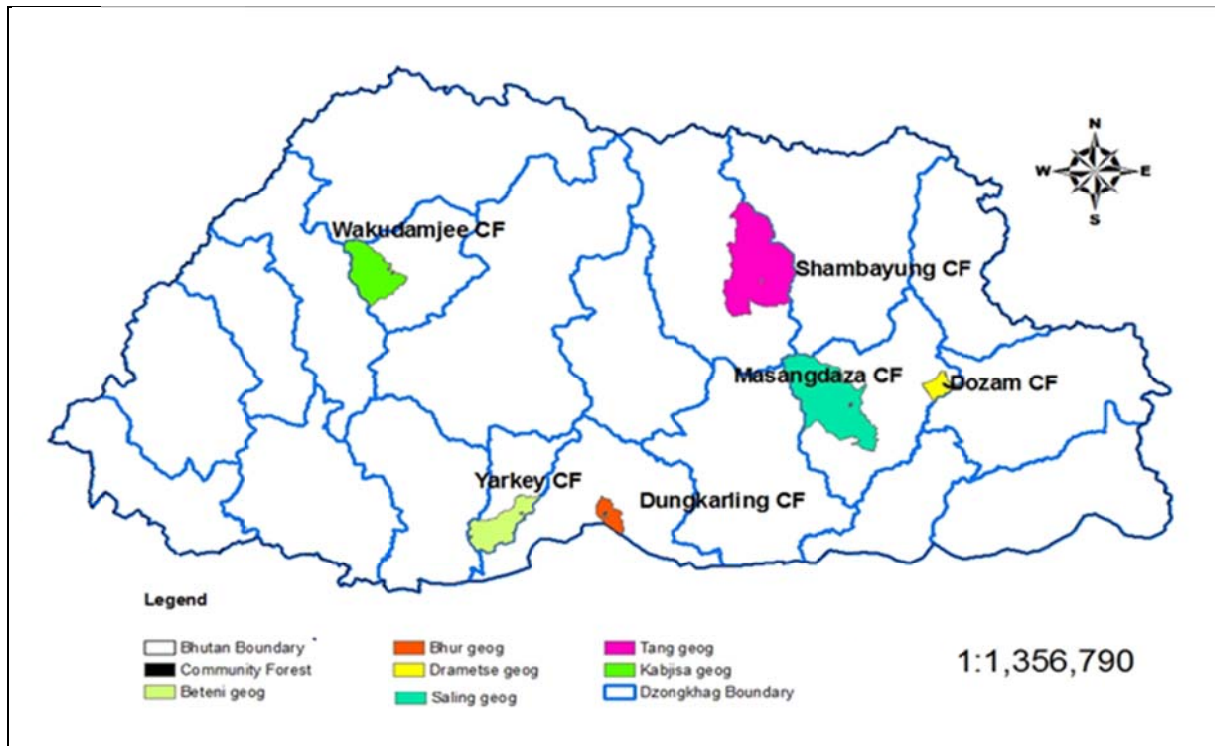 N
W E
S
Wakudamjee CF
Shambayung CF
Masangdaza CF
Dozam CF
Yarkey CF
Dungkarling CF
Legend
Bhutan Boundary
Community Forest
Beteni geog
Bhur geog
Drametse geog
Saling geog
Tang geog
Kabjisa geog
Dzongkhag Boundary
1:1,356,790